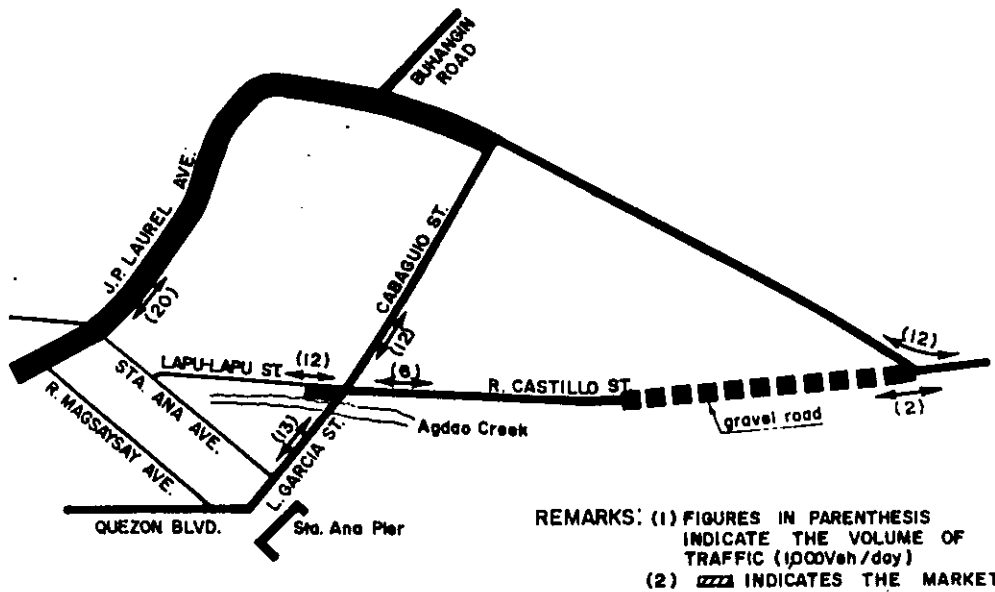 BUHANGIN
ROAD
J.P. LAUREL AVE.
(20)
CABAGUIO ST.
(12)
LAPU-LAPU ST.
(12)
(6)
R. CASTILLO ST.
(12)
(2)
gravel road
STA. ANA AVE.
R. MAGSAYSAY AVE.
Agdao Creek
(13)
L. GARCIA ST.
QUEZON BLVD.
Sta. Ana Pier
REMARKS: (1) FIGURES IN PARENTHESIS
INDICATE THE VOLUME OF
TRAFFIC (1,000Veh/day)
(2) INDICATES THE MARKET